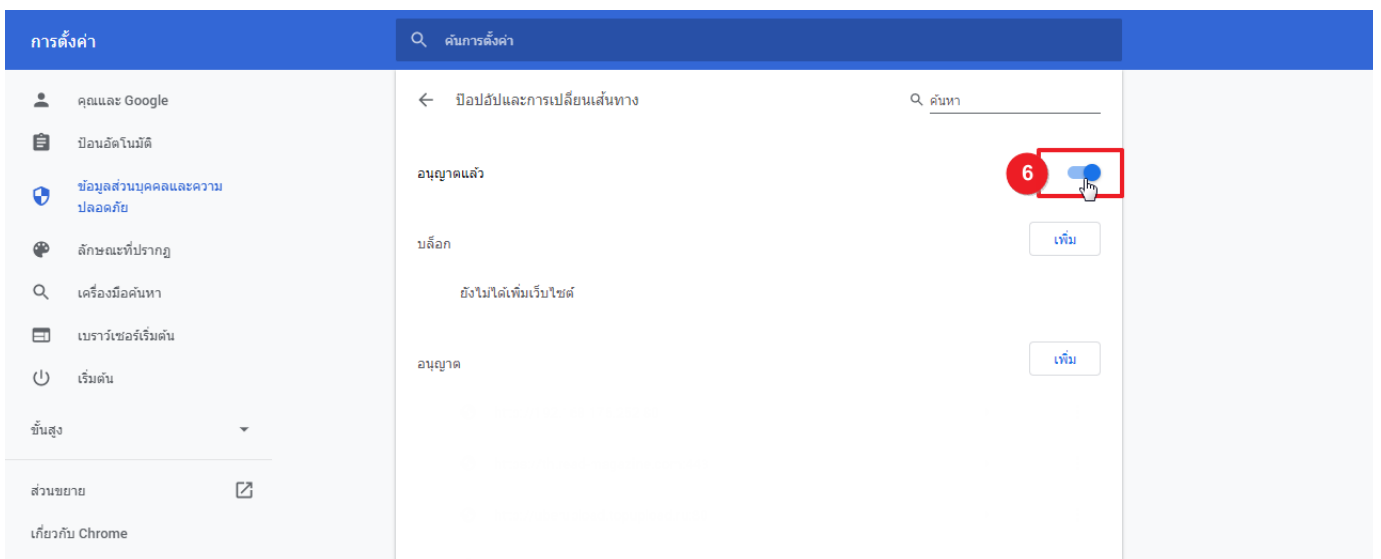 การตั้งค่า
ค้นการตั้งค่า
คุณและ Google
ป้อนอัตโนมัติ
ข้อมูลส่วนบุคคลและความ
ปลอดภัย
ลักษณะที่ปรากฏ
เครื่องมือค้นหา
เบราว์เซอร์เริ่มต้น
เริ่มต้น
ขั้นสูง
ส่วนขยาย
เกี่ยวกับ Chrome
ป๊อปอัปและการเปลี่ยนเส้นทาง
ค้นหา
อนุญาตแล้ว
6
บล็อก
เพิ่ม
ยังไม่ได้เพิ่มเว็บไซต์
อนุญาต
เพิ่ม